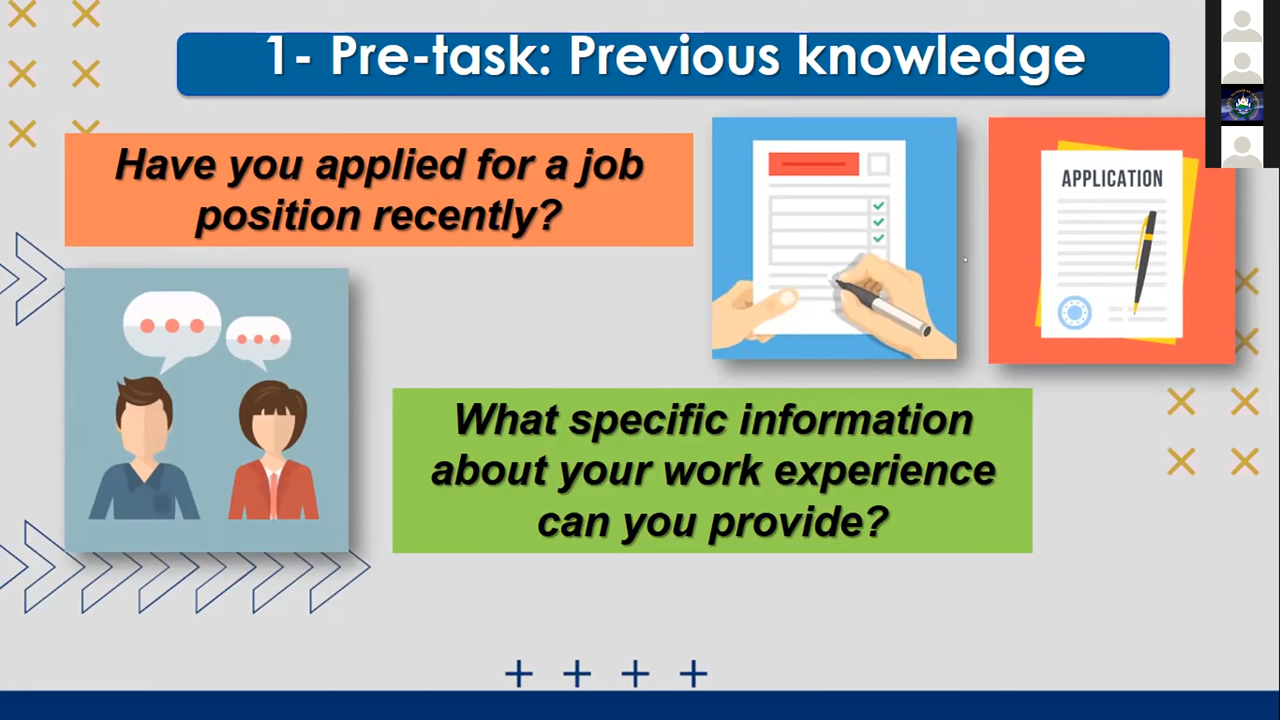 1- Pre-task: Previous knowledge
Have you applied for a job
position recently?
APPLICATION
What specific information
about your work experience
can you provide?